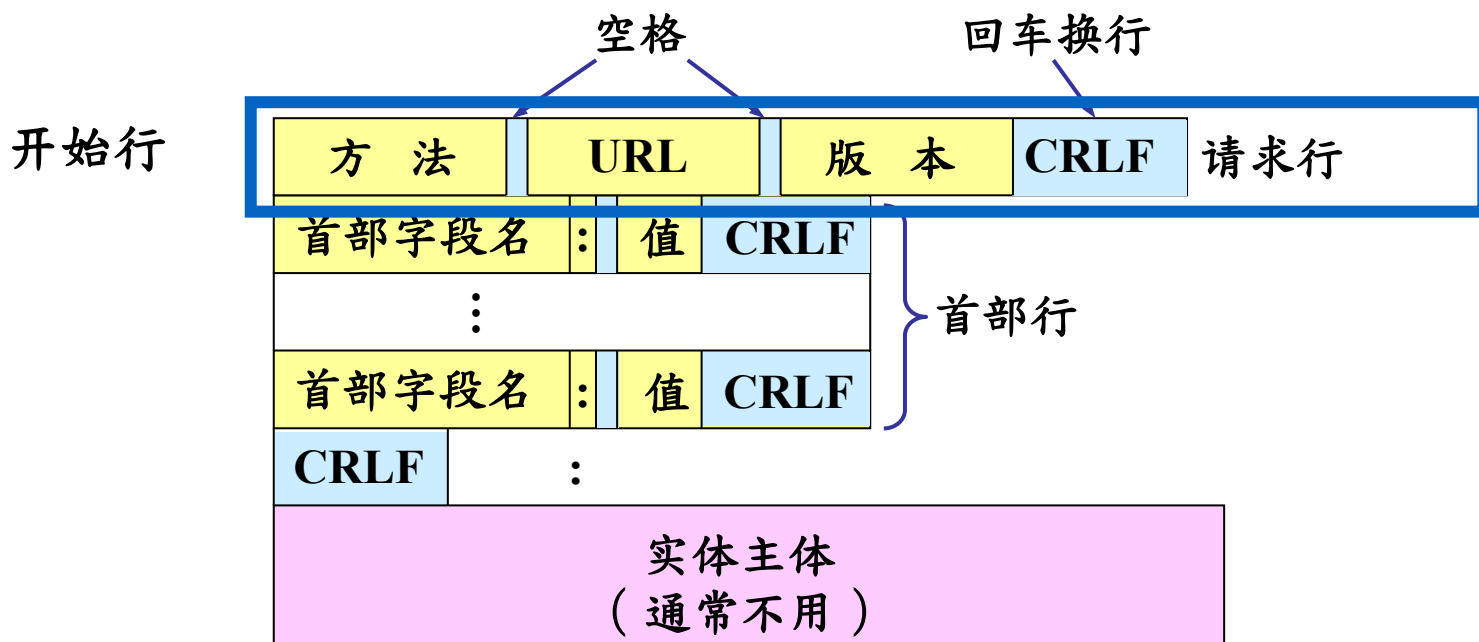 空格 回车换行
开始行 方法 URL 版本 CRLF 请求行
首部字段名 : 值 CRLF
⋮ 首部行
首部字段名 : 值 CRLF
CRLF :
实体主体
(通常不用)